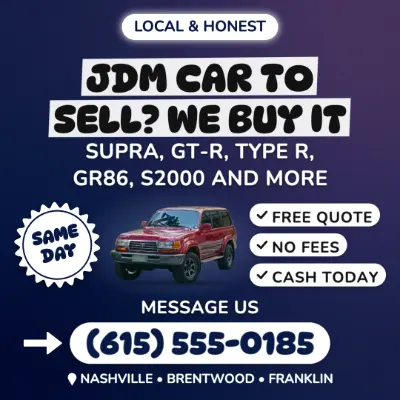 LOCAL & HONEST
JDM CAR TO
SELL? WE BUY IT
SUPRA, GT-R, TYPE R,
GR86, S2000 AND MORE
SAME
DAY
FREE QUOTE
NO FEES
CASH TODAY
MESSAGE US
(615) 555-0185
NASHVILLE • BRENTWOOD • FRANKLIN